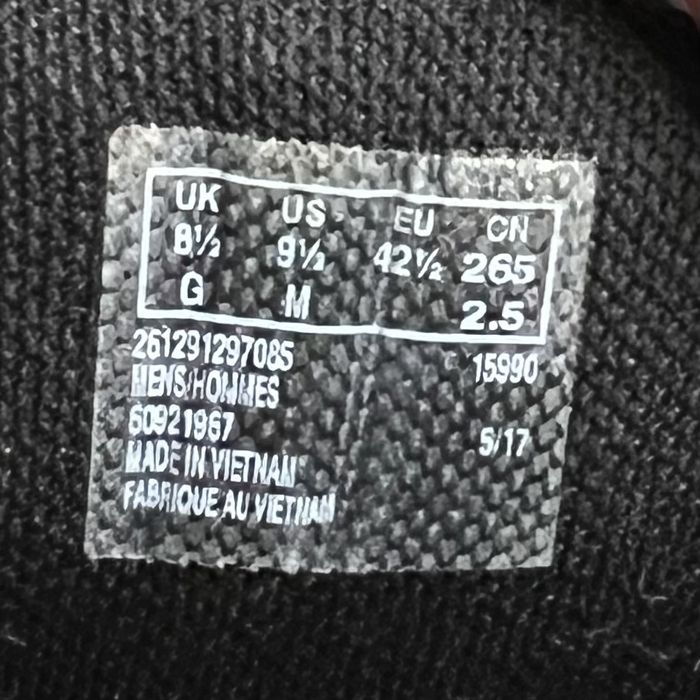 UK US EU CN
8½ 9½ 42½ 265
G M 2.5
261291297085 15990
MENS/HOMMES
60921967 5/17
MADE IN VIETNAM
FABRIQUE AU VIETNAM